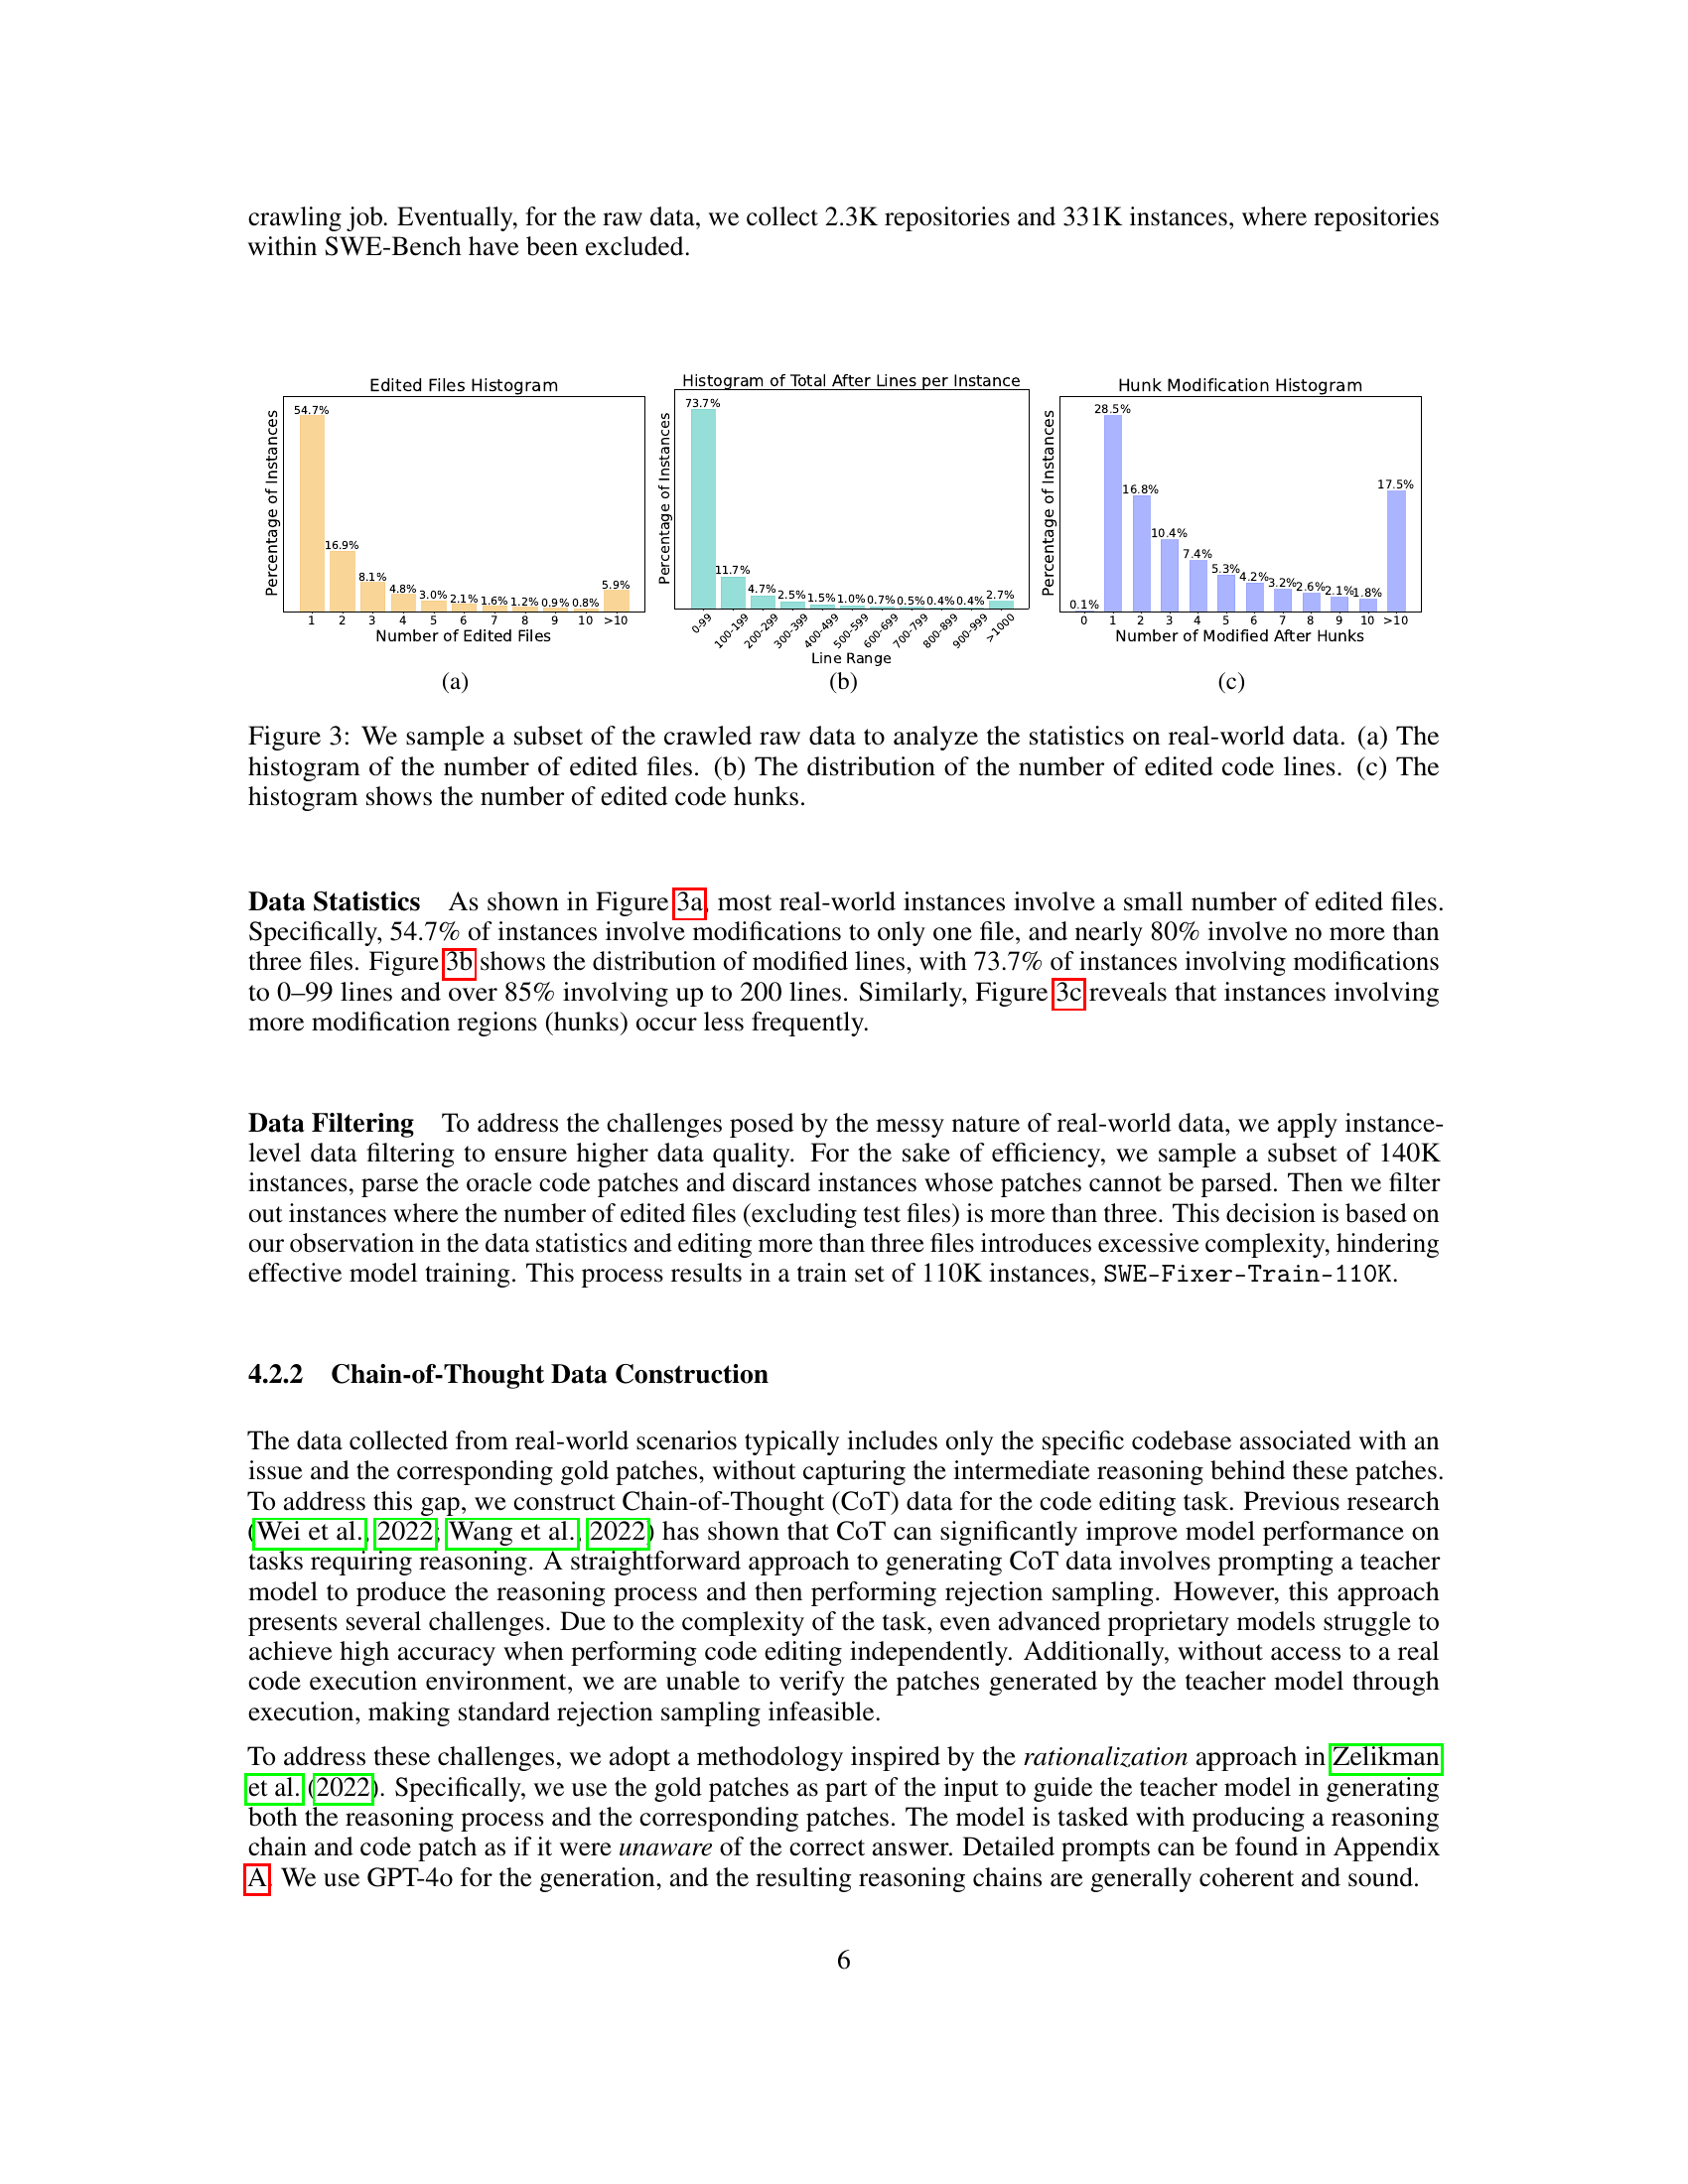 crawling job. Eventually, for the raw data, we collect 2.3K repositories and 331K instances, where repositories
within SWE-Bench have been excluded.
Edited Files Histogram
Percentage of Instances
54.7%
16.9%
8.1%
4.8%
3.0%
2.1%
1.6%
1.2%
0.9%
0.8%
5.9%
1 2 3 4 5 6 7 8 9 10 >10
Number of Edited Files
(a)
Histogram of Total After Lines per Instance
Percentage of Instances
73.7%
11.7%
4.7%
2.5%
1.5%
1.0%
0.7%
0.5%
0.4%
0.4%
2.7%
0-99 100-199 200-299 300-399 400-499 500-599 600-699 700-799 800-899 900-999 >1000
Line Range
(b)
Hunk Modification Histogram
Percentage of Instances
0.1%
28.5%
16.8%
10.4%
7.4%
5.3%
4.2%
3.2%
2.6%
2.1%
1.8%
17.5%
0 1 2 3 4 5 6 7 8 9 10 >10
Number of Modified After Hunks
(c)
Figure 3: We sample a subset of the crawled raw data to analyze the statistics on real-world data. (a) The
histogram of the number of edited files. (b) The distribution of the number of edited code lines. (c) The
histogram shows the number of edited code hunks.
Data Statistics As shown in Figure 3a, most real-world instances involve a small number of edited files.
Specifically, 54.7% of instances involve modifications to only one file, and nearly 80% involve no more than
three files. Figure 3b shows the distribution of modified lines, with 73.7% of instances involving modifications
to 0–99 lines and over 85% involving up to 200 lines. Similarly, Figure 3c reveals that instances involving
more modification regions (hunks) occur less frequently.
Data Filtering To address the challenges posed by the messy nature of real-world data, we apply instance-
level data filtering to ensure higher data quality. For the sake of efficiency, we sample a subset of 140K
instances, parse the oracle code patches and discard instances whose patches cannot be parsed. Then we filter
out instances where the number of edited files (excluding test files) is more than three. This decision is based on
our observation in the data statistics and editing more than three files introduces excessive complexity, hindering
effective model training. This process results in a train set of 110K instances, SWE-Fixer-Train-110K.
4.2.2 Chain-of-Thought Data Construction
The data collected from real-world scenarios typically includes only the specific codebase associated with an
issue and the corresponding gold patches, without capturing the intermediate reasoning behind these patches.
To address this gap, we construct Chain-of-Thought (CoT) data for the code editing task. Previous research
(Wei et al., 2022; Wang et al., 2022) has shown that CoT can significantly improve model performance on
tasks requiring reasoning. A straightforward approach to generating CoT data involves prompting a teacher
model to produce the reasoning process and then performing rejection sampling. However, this approach
presents several challenges. Due to the complexity of the task, even advanced proprietary models struggle to
achieve high accuracy when performing code editing independently. Additionally, without access to a real
code execution environment, we are unable to verify the patches generated by the teacher model through
execution, making standard rejection sampling infeasible.
To address these challenges, we adopt a methodology inspired by the rationalization approach in Zelikman
et al. (2022). Specifically, we use the gold patches as part of the input to guide the teacher model in generating
both the reasoning process and the corresponding patches. The model is tasked with producing a reasoning
chain and code patch as if it were unaware of the correct answer. Detailed prompts can be found in Appendix
A. We use GPT-4o for the generation, and the resulting reasoning chains are generally coherent and sound.
6